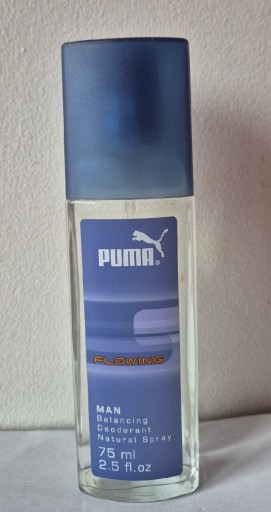 PUMA®
FLOWING
MAN
Balancing
Deodorant
Natural Spray
75 ml
2.5 fl.oz